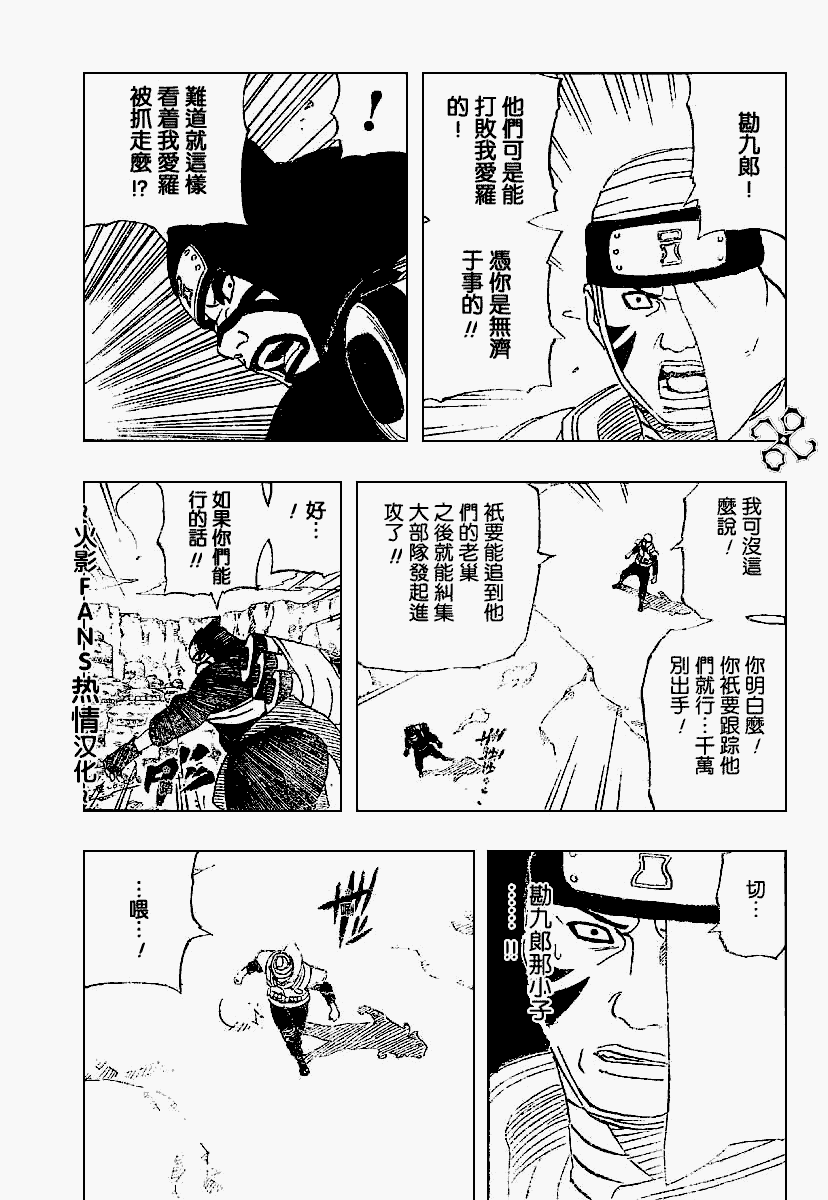 勘九郎！
他們可是能
打敗我愛羅
的！
憑你是無濟
于事的！！
！
難道就這樣
看着我愛羅
被抓走麼!?
我可沒這
麼說！
你明白麼！
你衹要跟踪他
們就行…千萬
別出手！
衹要能追到他
們的老巢
之後就能糾集
大部隊發起進
攻了！！
好…
！
如果你們能
行的話！！
~火影FANS热情汉化~
切…
勘九郎那小子
……！！
…喂…！